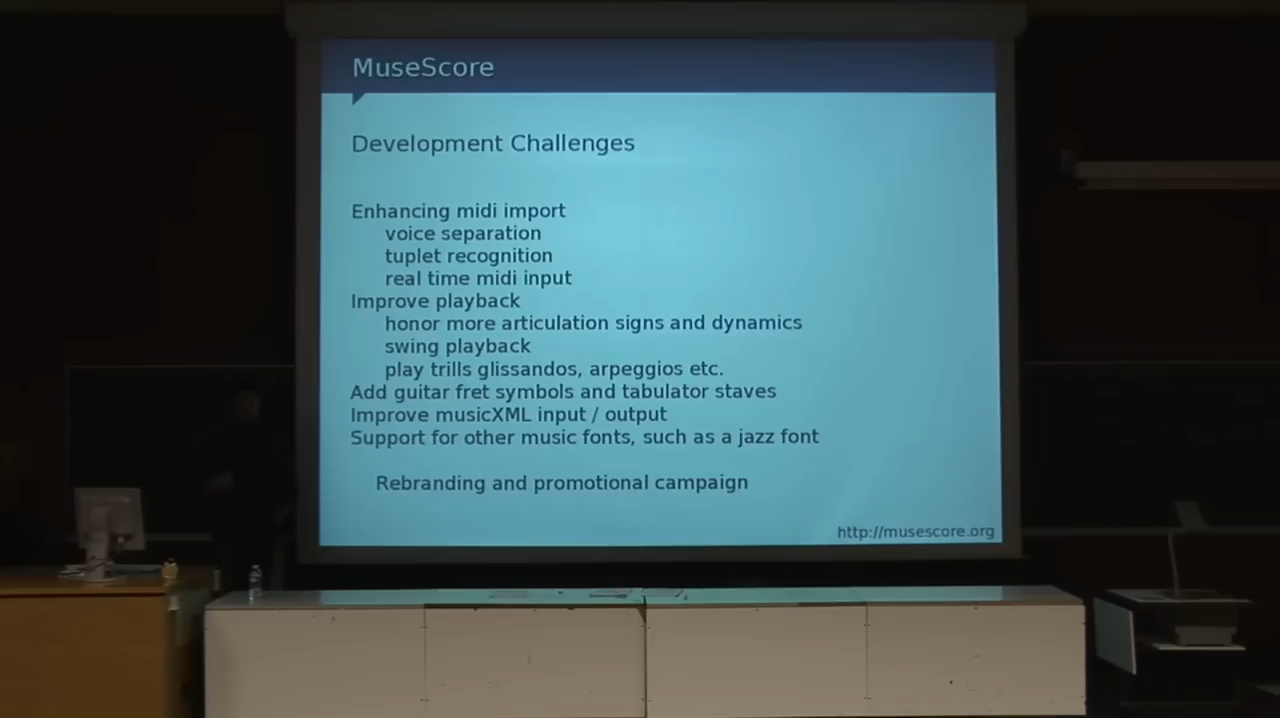 MuseScore
Development Challenges
Enhancing midi import
voice separation
tuplet recognition
real time midi input
Improve playback
honor more articulation signs and dynamics
swing playback
play trills glissandos, arpeggios etc.
Add guitar fret symbols and tabulator staves
Improve musicXML input / output
Support for other music fonts, such as a jazz font
Rebranding and promotional campaign
http://musescore.org